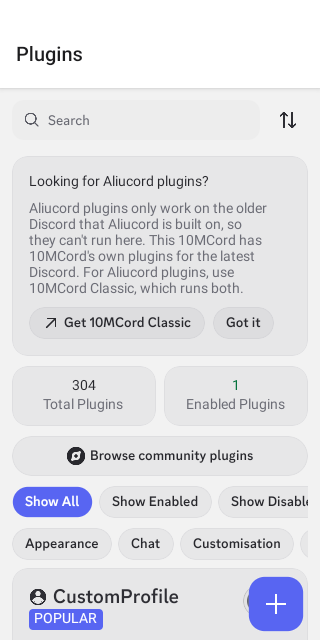 Plugins
Search
Looking for Aliucord plugins?
Aliucord plugins only work on the older
Discord that Aliucord is built on, so
they can't run here. This 10MCord has
10MCord's own plugins for the latest
Discord. For Aliucord plugins, use
10MCord Classic, which runs both.
Get 10MCord Classic Got it
304 1
Total Plugins Enabled Plugins
Browse community plugins
Show All Show Enabled Show Disable
Appearance Chat Customisation
CustomProfile
POPULAR